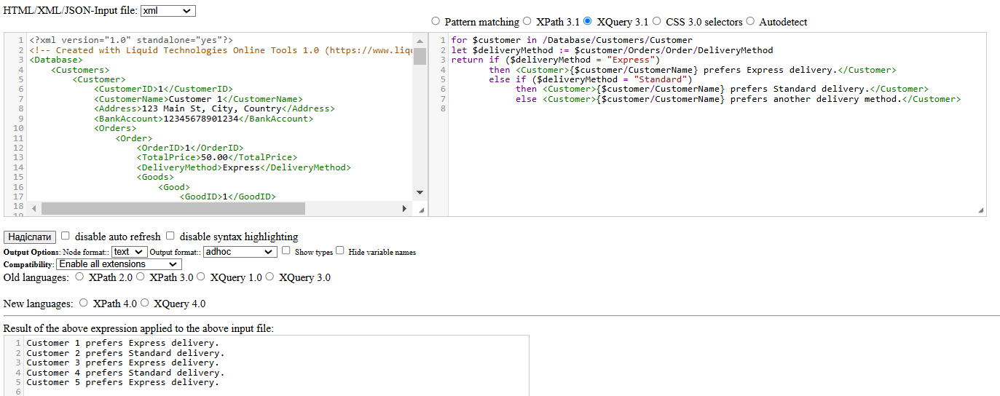 HTML/XML/JSON-Input file: xml
Pattern matching XPath 3.1 XQuery 3.1 CSS 3.0 selectors Autodetect
1 <?xml version="1.0" standalone="yes"?>
2 <!-- Created with Liquid Technologies Online Tools 1.0 (https://www.liqu
3 <Database>
4 <Customers>
5 <Customer>
6 <CustomerID>1</CustomerID>
7 <CustomerName>Customer 1</CustomerName>
8 <Address>123 Main St, City, Country</Address>
9 <BankAccount>12345678901234</BankAccount>
10 <Orders>
11 <Order>
12 <OrderID>1</OrderID>
13 <TotalPrice>50.00</TotalPrice>
14 <DeliveryMethod>Express</DeliveryMethod>
15 <Goods>
16 <Good>
17 <GoodID>1</GoodID>
18
19
1 for $customer in /Database/Customers/Customer
2 let $deliveryMethod := $customer/Orders/Order/DeliveryMethod
3 return if ($deliveryMethod = "Express")
4 then <Customer>{$customer/CustomerName} prefers Express delivery.</Customer>
5 else if ($deliveryMethod = "Standard")
6 then <Customer>{$customer/CustomerName} prefers Standard delivery.</Customer>
7 else <Customer>{$customer/CustomerName} prefers another delivery method.</Customer>
8
Надіслати disable auto refresh disable syntax highlighting
Output Options: Node format:: text Output format:: adhoc Show types Hide variable names
Compatibility: Enable all extensions
Old languages: XPath 2.0 XPath 3.0 XQuery 1.0 XQuery 3.0
New languages: XPath 4.0 XQuery 4.0
Result of the above expression applied to the above input file:
1 Customer 1 prefers Express delivery.
2 Customer 2 prefers Standard delivery.
3 Customer 3 prefers Express delivery.
4 Customer 4 prefers Standard delivery.
5 Customer 5 prefers Express delivery.
6